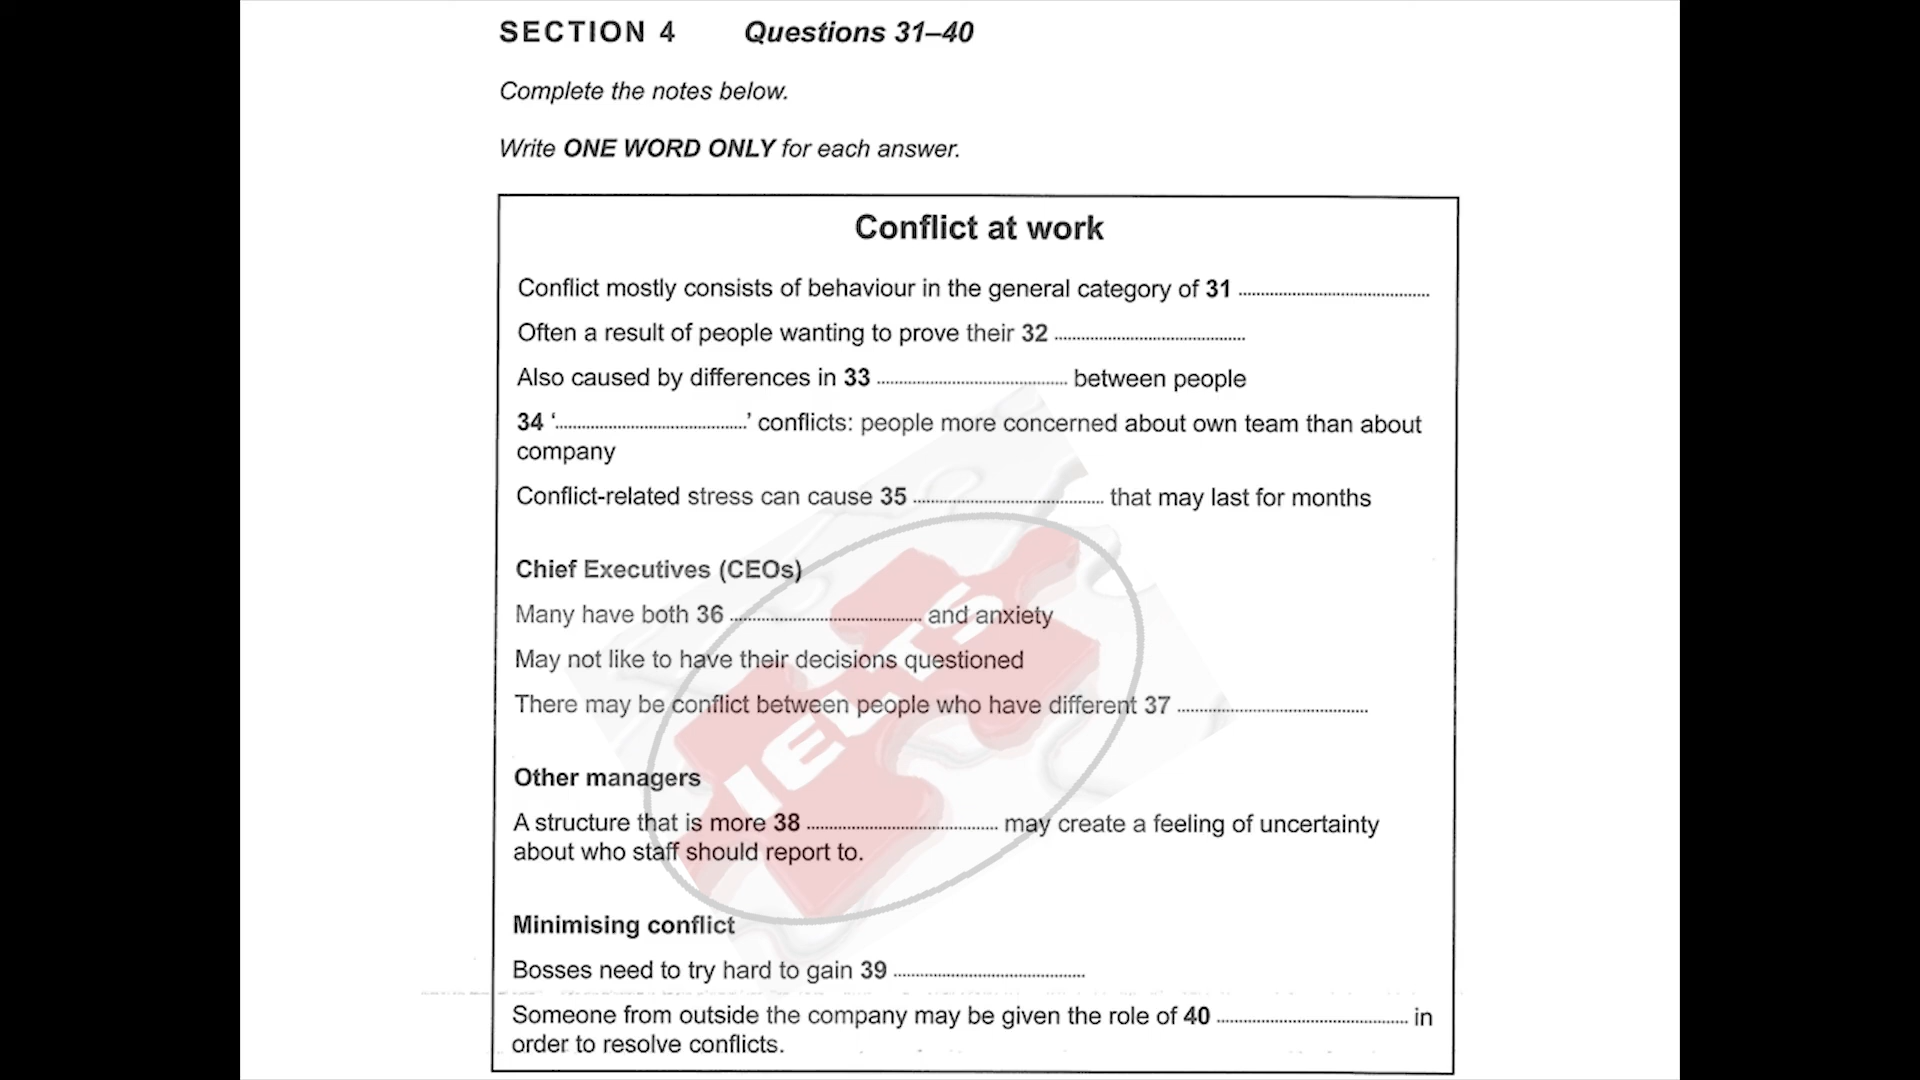 SECTION 4 Questions 31–40
Complete the notes below.
Write ONE WORD ONLY for each answer.
Conflict at work
Conflict mostly consists of behaviour in the general category of 31 ................................
Often a result of people wanting to prove their 32 ................................
Also caused by differences in 33 ................................ between people
34 ‘................................’ conflicts: people more concerned about own team than about
company
Conflict-related stress can cause 35 ................................ that may last for months
Chief Executives (CEOs)
Many have both 36 ................................ and anxiety
May not like to have their decisions questioned
There may be conflict between people who have different 37 ................................
Other managers
A structure that is more 38 ................................ may create a feeling of uncertainty
about who staff should report to.
Minimising conflict
Bosses need to try hard to gain 39 ................................
Someone from outside the company may be given the role of 40 ................................ in
order to resolve conflicts.
IELTS